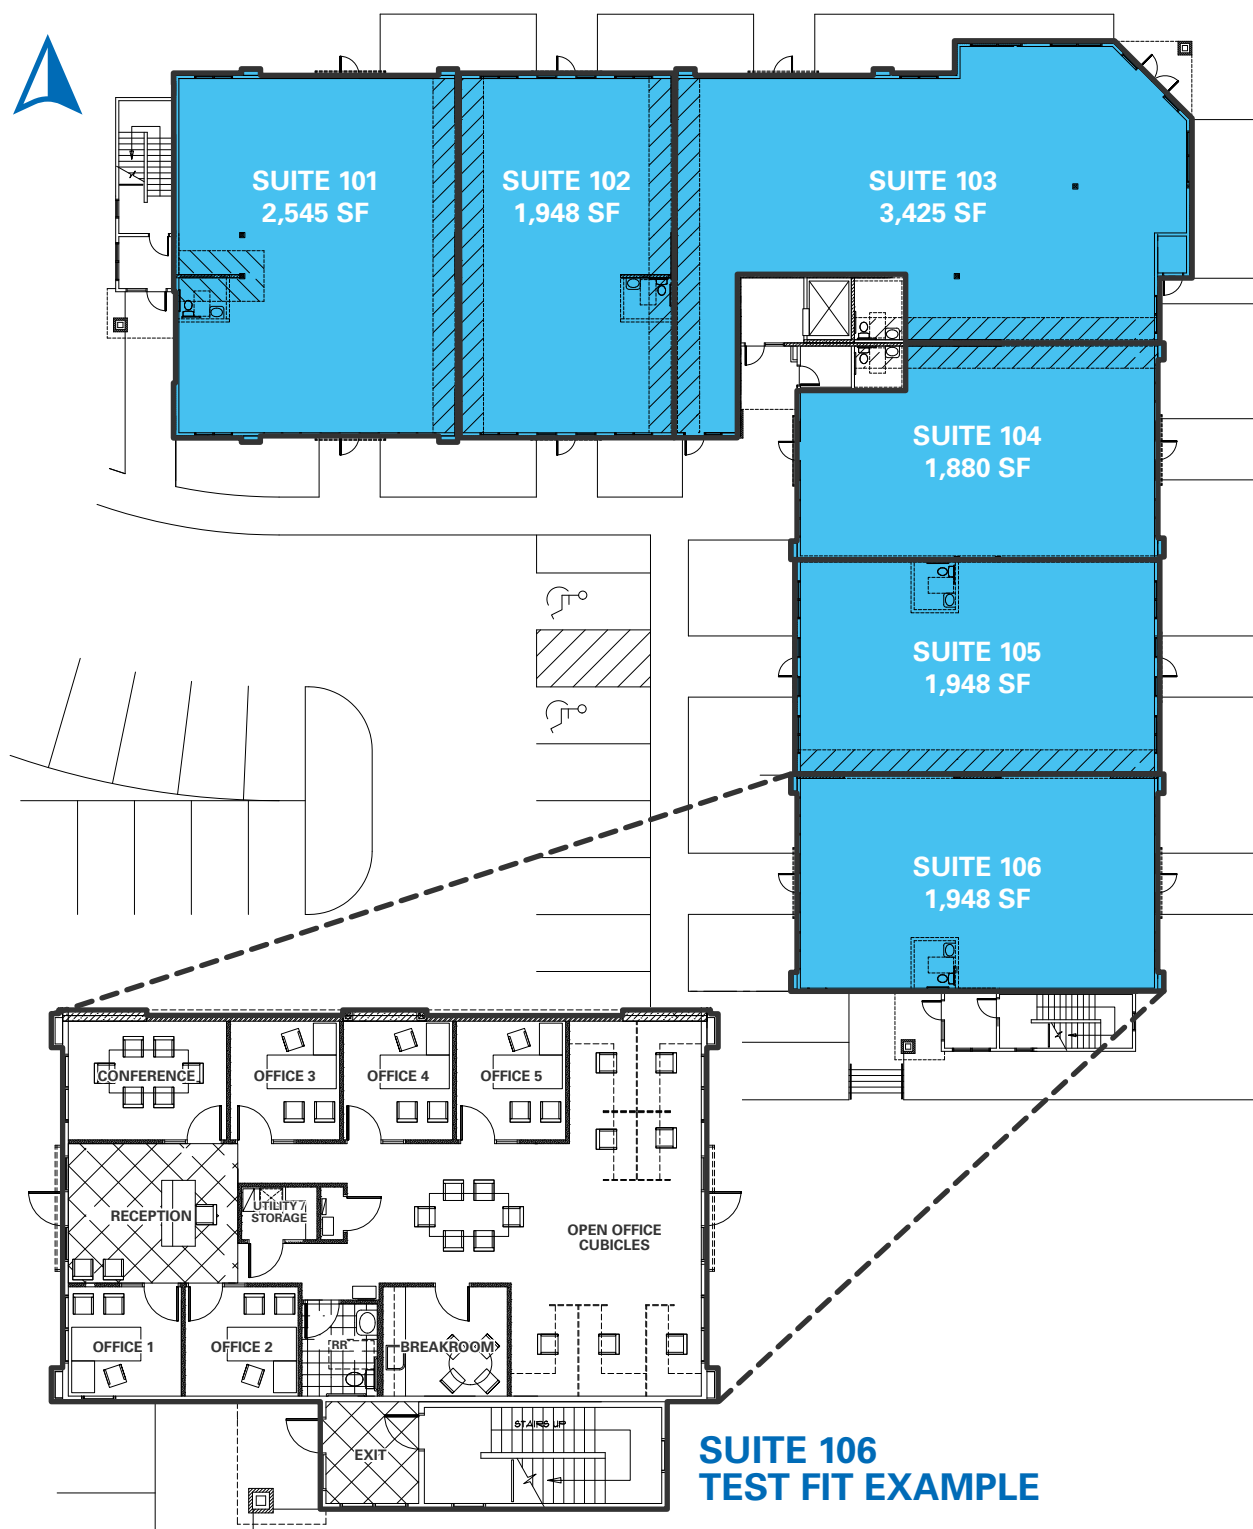 SUITE 101
2,545 SF
SUITE 102
1,948 SF
SUITE 103
3,425 SF
SUITE 104
1,880 SF
SUITE 105
1,948 SF
SUITE 106
1,948 SF
CONFERENCE
OFFICE 3
OFFICE 4
OFFICE 5
RECEPTION
UTILITY /
STORAGE
OPEN OFFICE
CUBICLES
OFFICE 1
OFFICE 2
RR
BREAKROOM
STAIRS UP
EXIT
SUITE 106
TEST FIT EXAMPLE